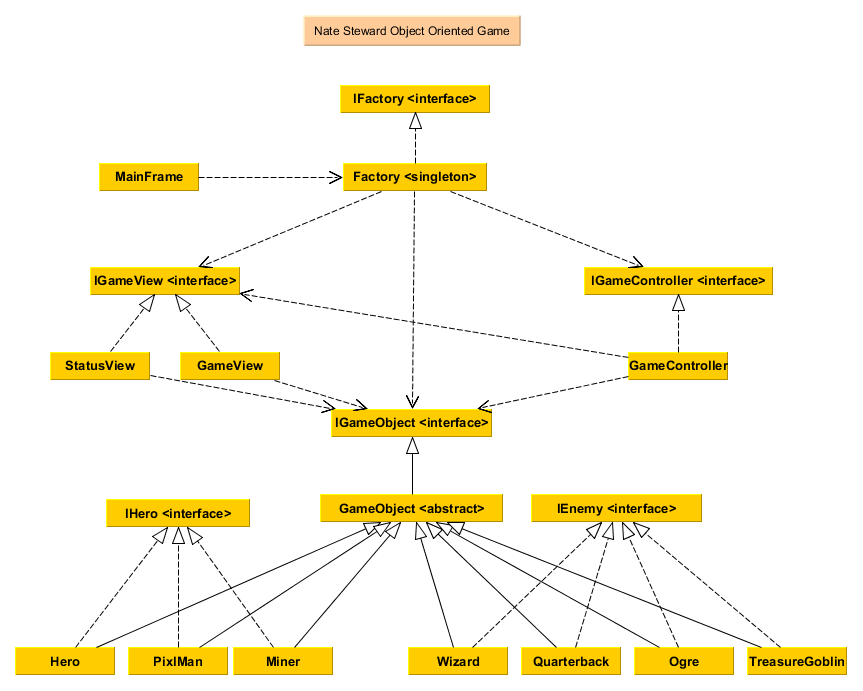 Nate Steward Object Oriented Game
IFactory <interface>
MainFrame
Factory <singleton>
IGameView <interface>
IGameController <interface>
StatusView
GameView
GameController
IGameObject <interface>
IHero <interface>
GameObject <abstract>
IEnemy <interface>
Hero
PixlMan
Miner
Wizard
Quarterback
Ogre
TreasureGoblin